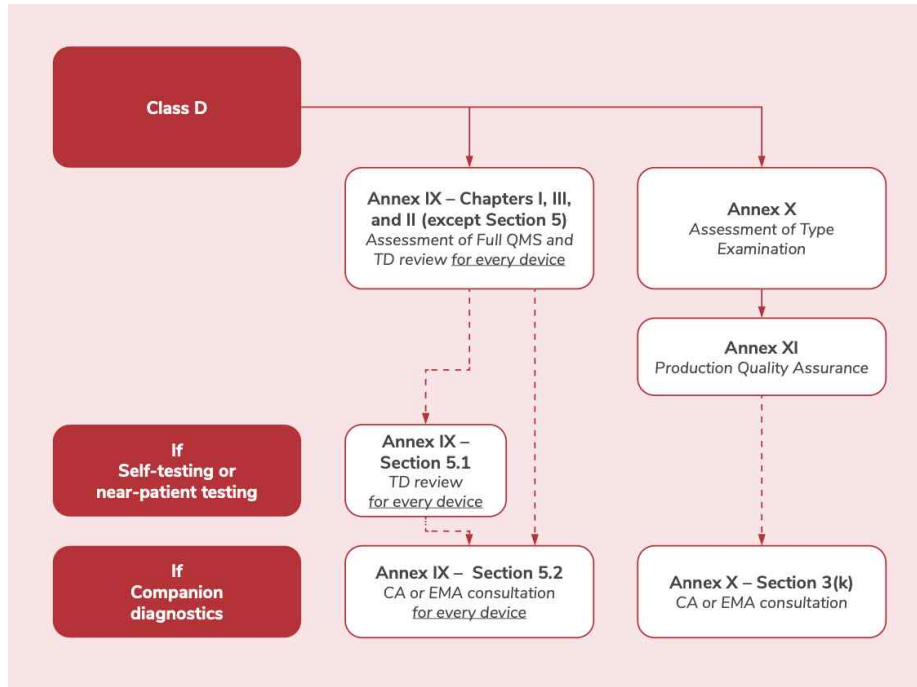 Class D
Annex IX – Chapters I, III,
and II (except Section 5)
Assessment of Full QMS and
TD review for every device
Annex X
Assessment of Type
Examination
Annex XI
Production Quality Assurance
If
Self-testing or
near-patient testing
Annex IX –
Section 5.1
TD review
for every device
If
Companion
diagnostics
Annex IX – Section 5.2
CA or EMA consultation
for every device
Annex X – Section 3(k)
CA or EMA consultation